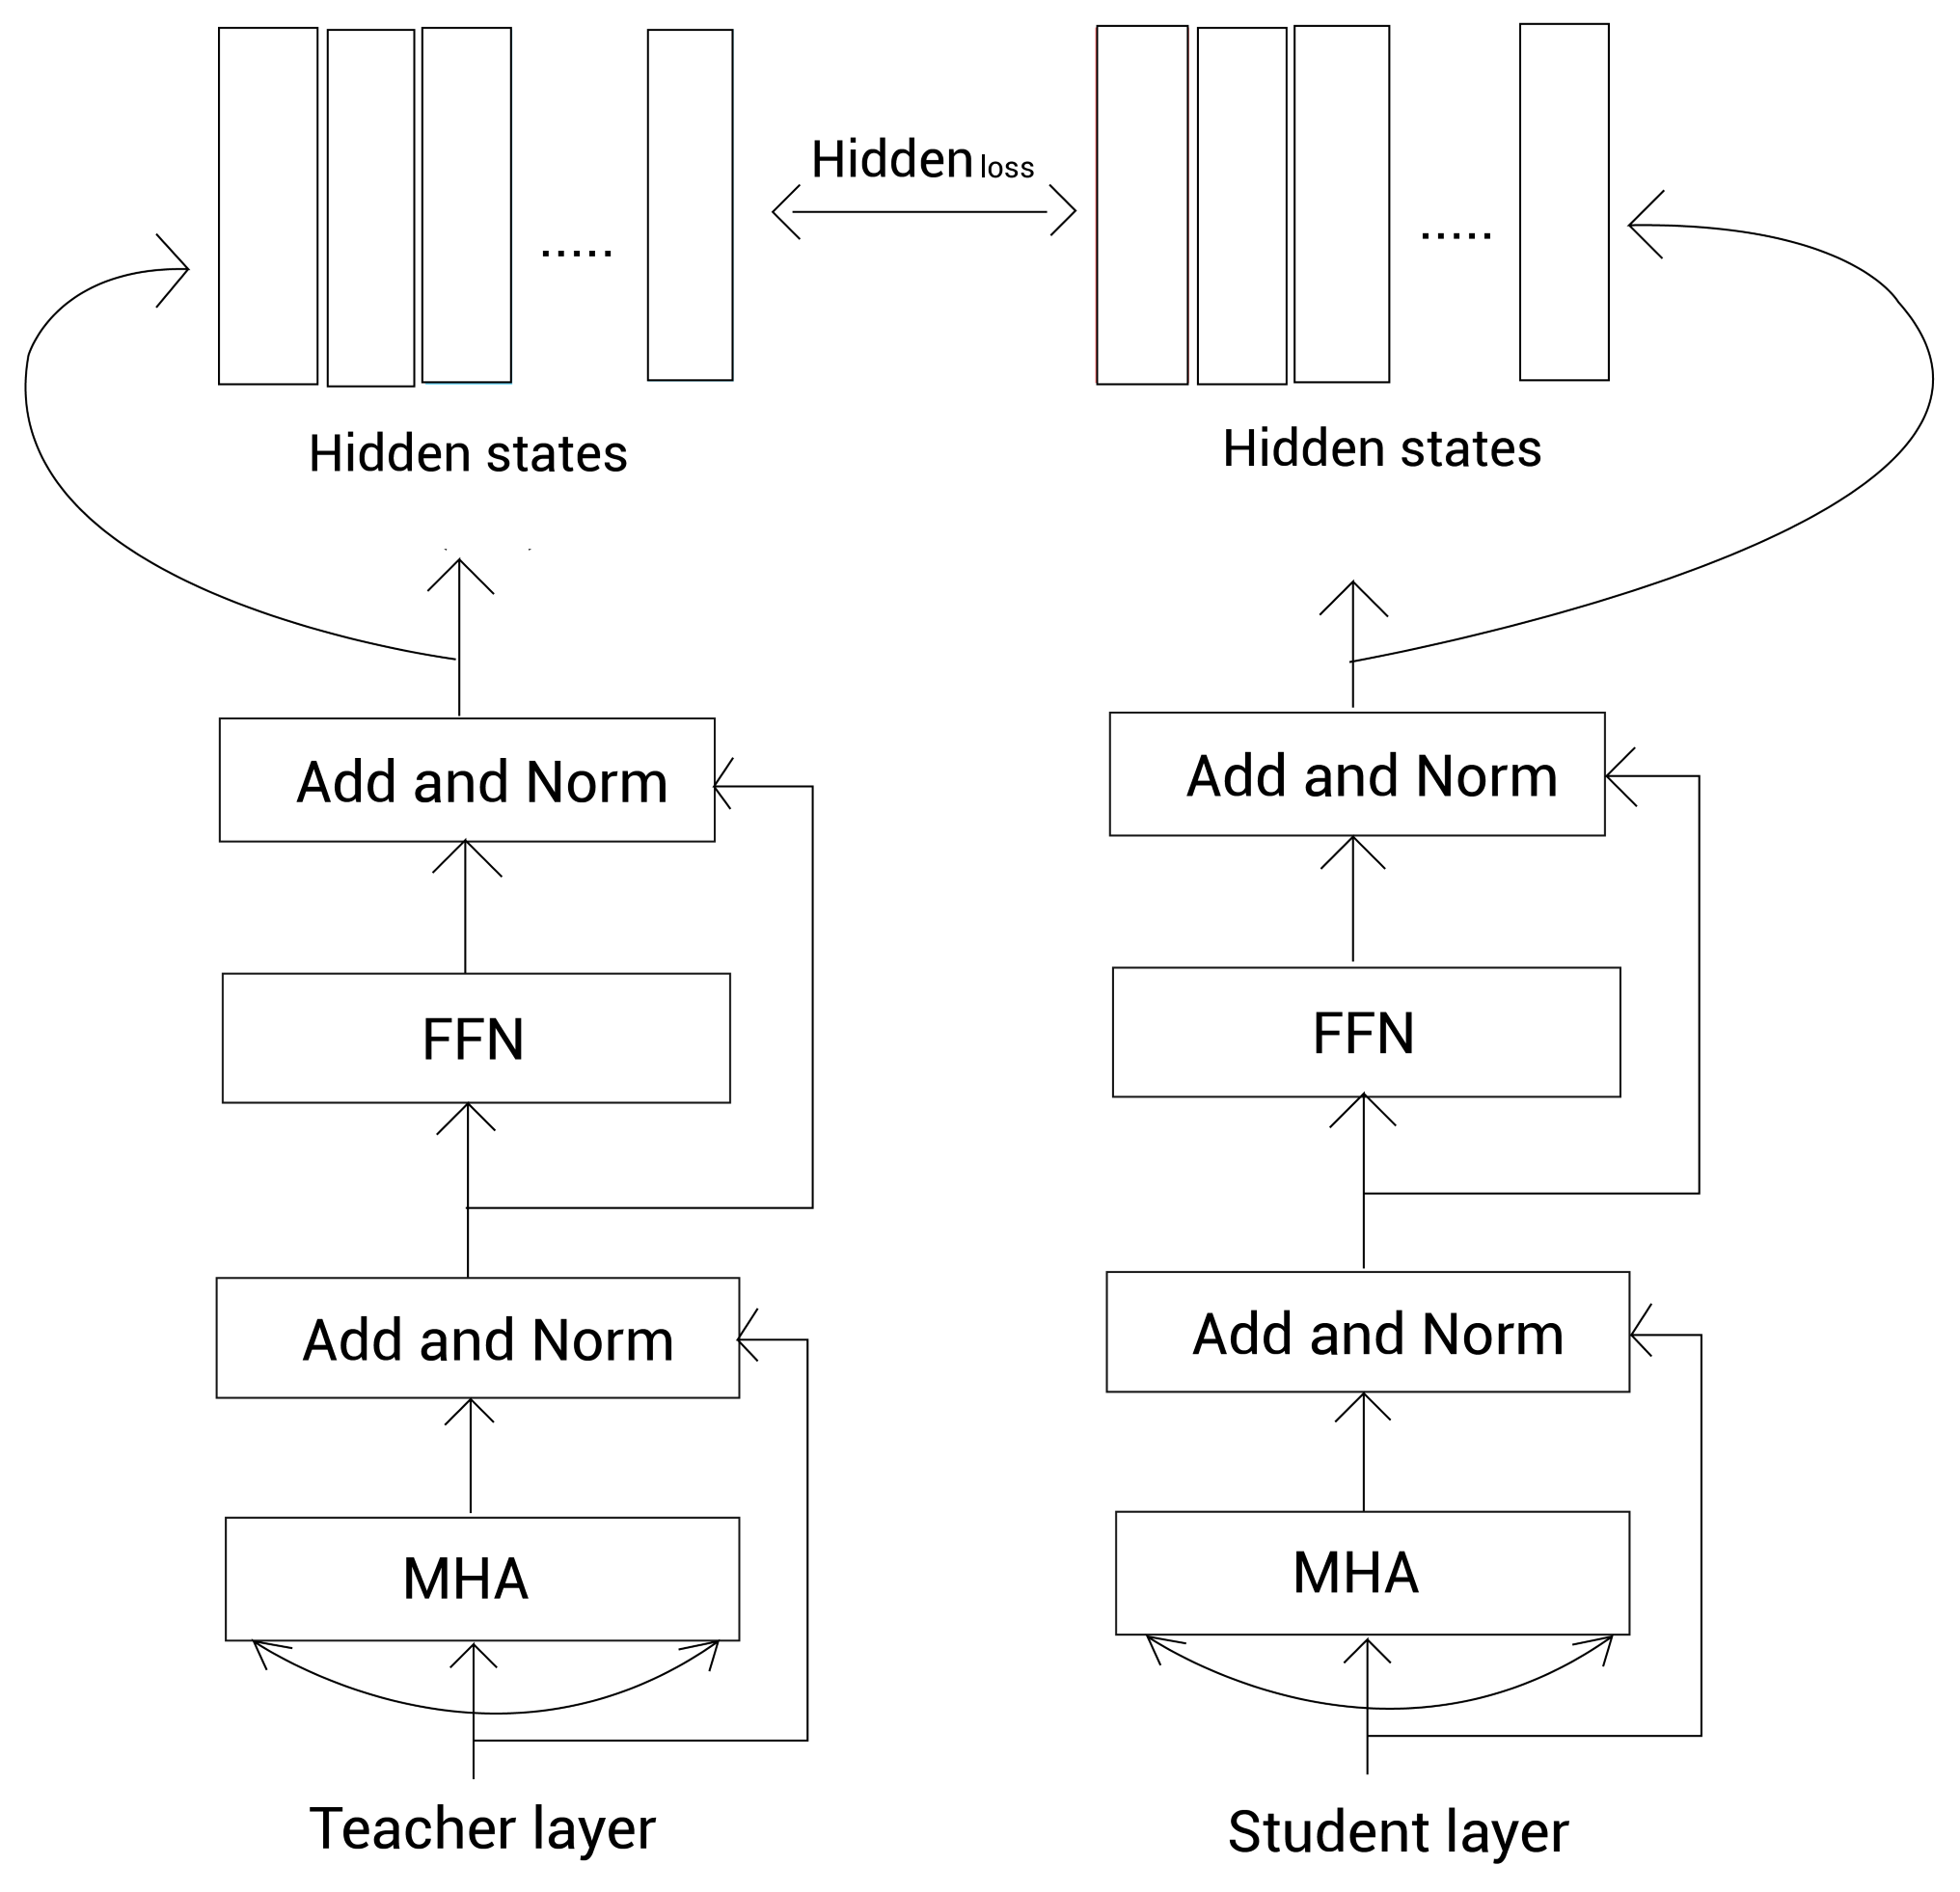 Hidden loss
.....
.....
Hidden states
Hidden states
Add and Norm
Add and Norm
FFN
FFN
Add and Norm
Add and Norm
MHA
MHA
Teacher layer
Student layer